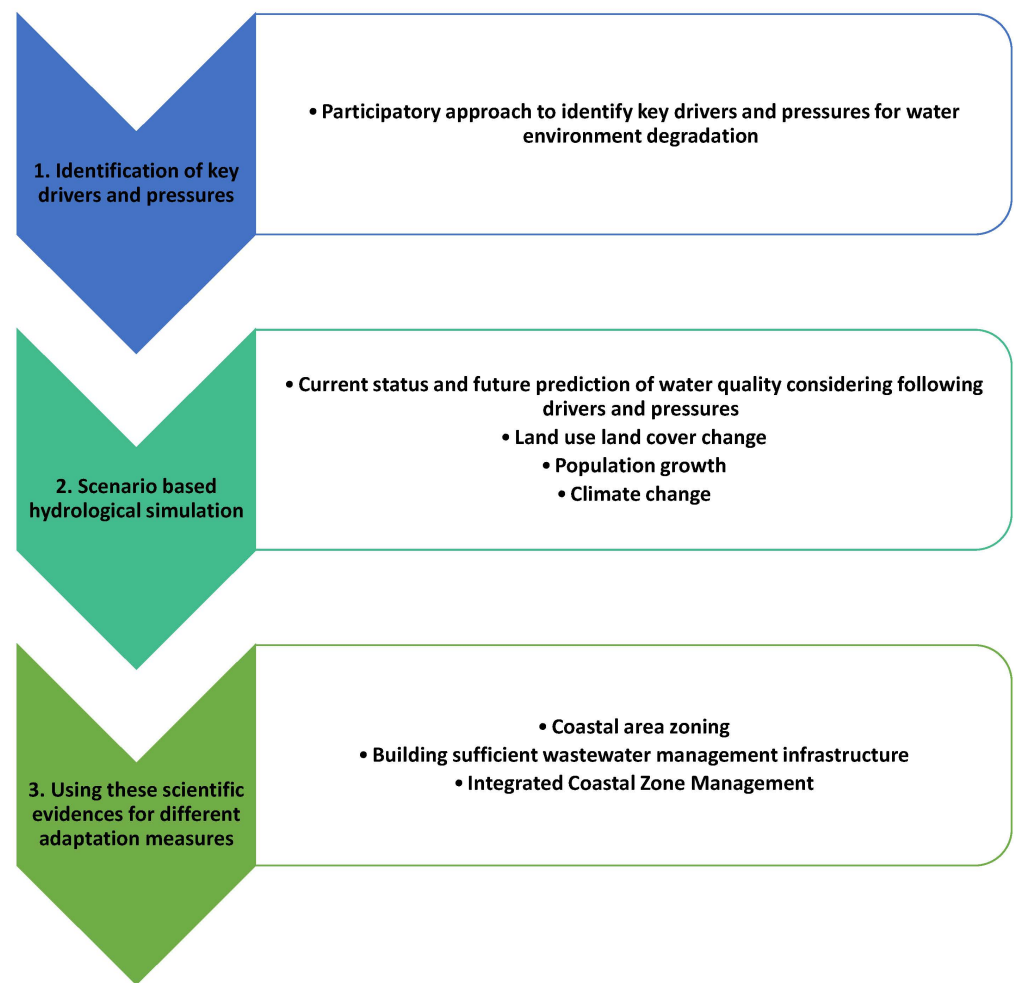 1. Identification of key
drivers and pressures
• Participatory approach to identify key drivers and pressures for water
environment degradation
2. Scenario based
hydrological simulation
• Current status and future prediction of water quality considering following
drivers and pressures
• Land use land cover change
• Population growth
• Climate change
3. Using these scientific
evidences for different
adaptation measures
• Coastal area zoning
• Building sufficient wastewater management infrastructure
• Integrated Coastal Zone Management